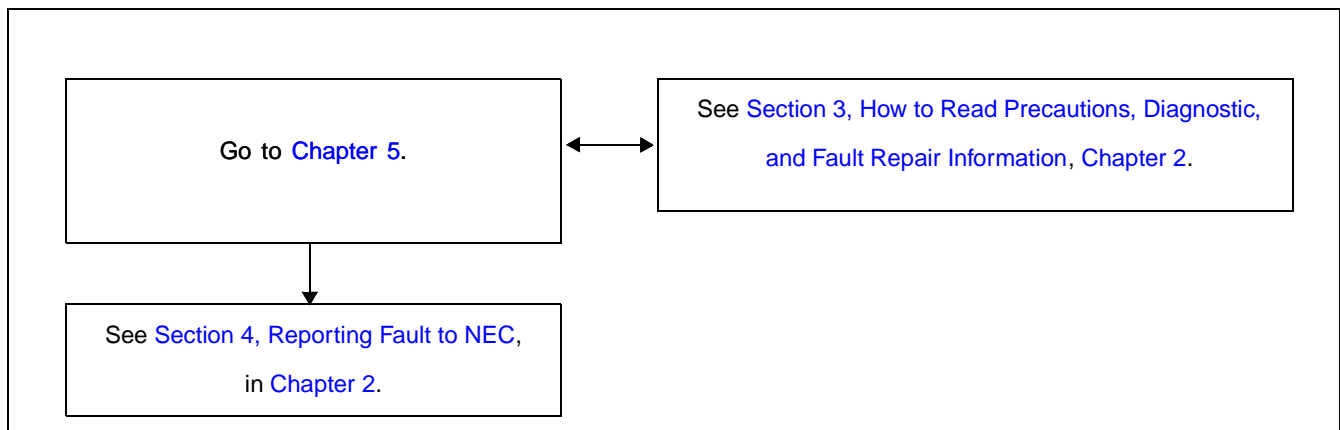 Go to Chapter 5.
See Section 3, How to Read Precautions, Diagnostic,
and Fault Repair Information, Chapter 2.
See Section 4, Reporting Fault to NEC,
in Chapter 2.